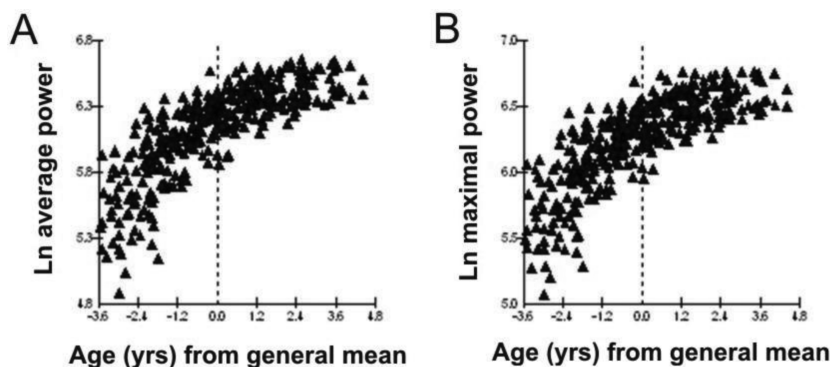 A
6.8
6.3
5.8
5.3
4.8
Ln average power
-3.6 -2.4 -1.2 0.0 1.2 2.4 3.6 4.8
Age (yrs) from general mean
B
7.0
6.5
6.0
5.5
5.0
Ln maximal power
-3.6 -2.4 -1.2 0.0 1.2 2.4 3.6 4.8
Age (yrs) from general mean